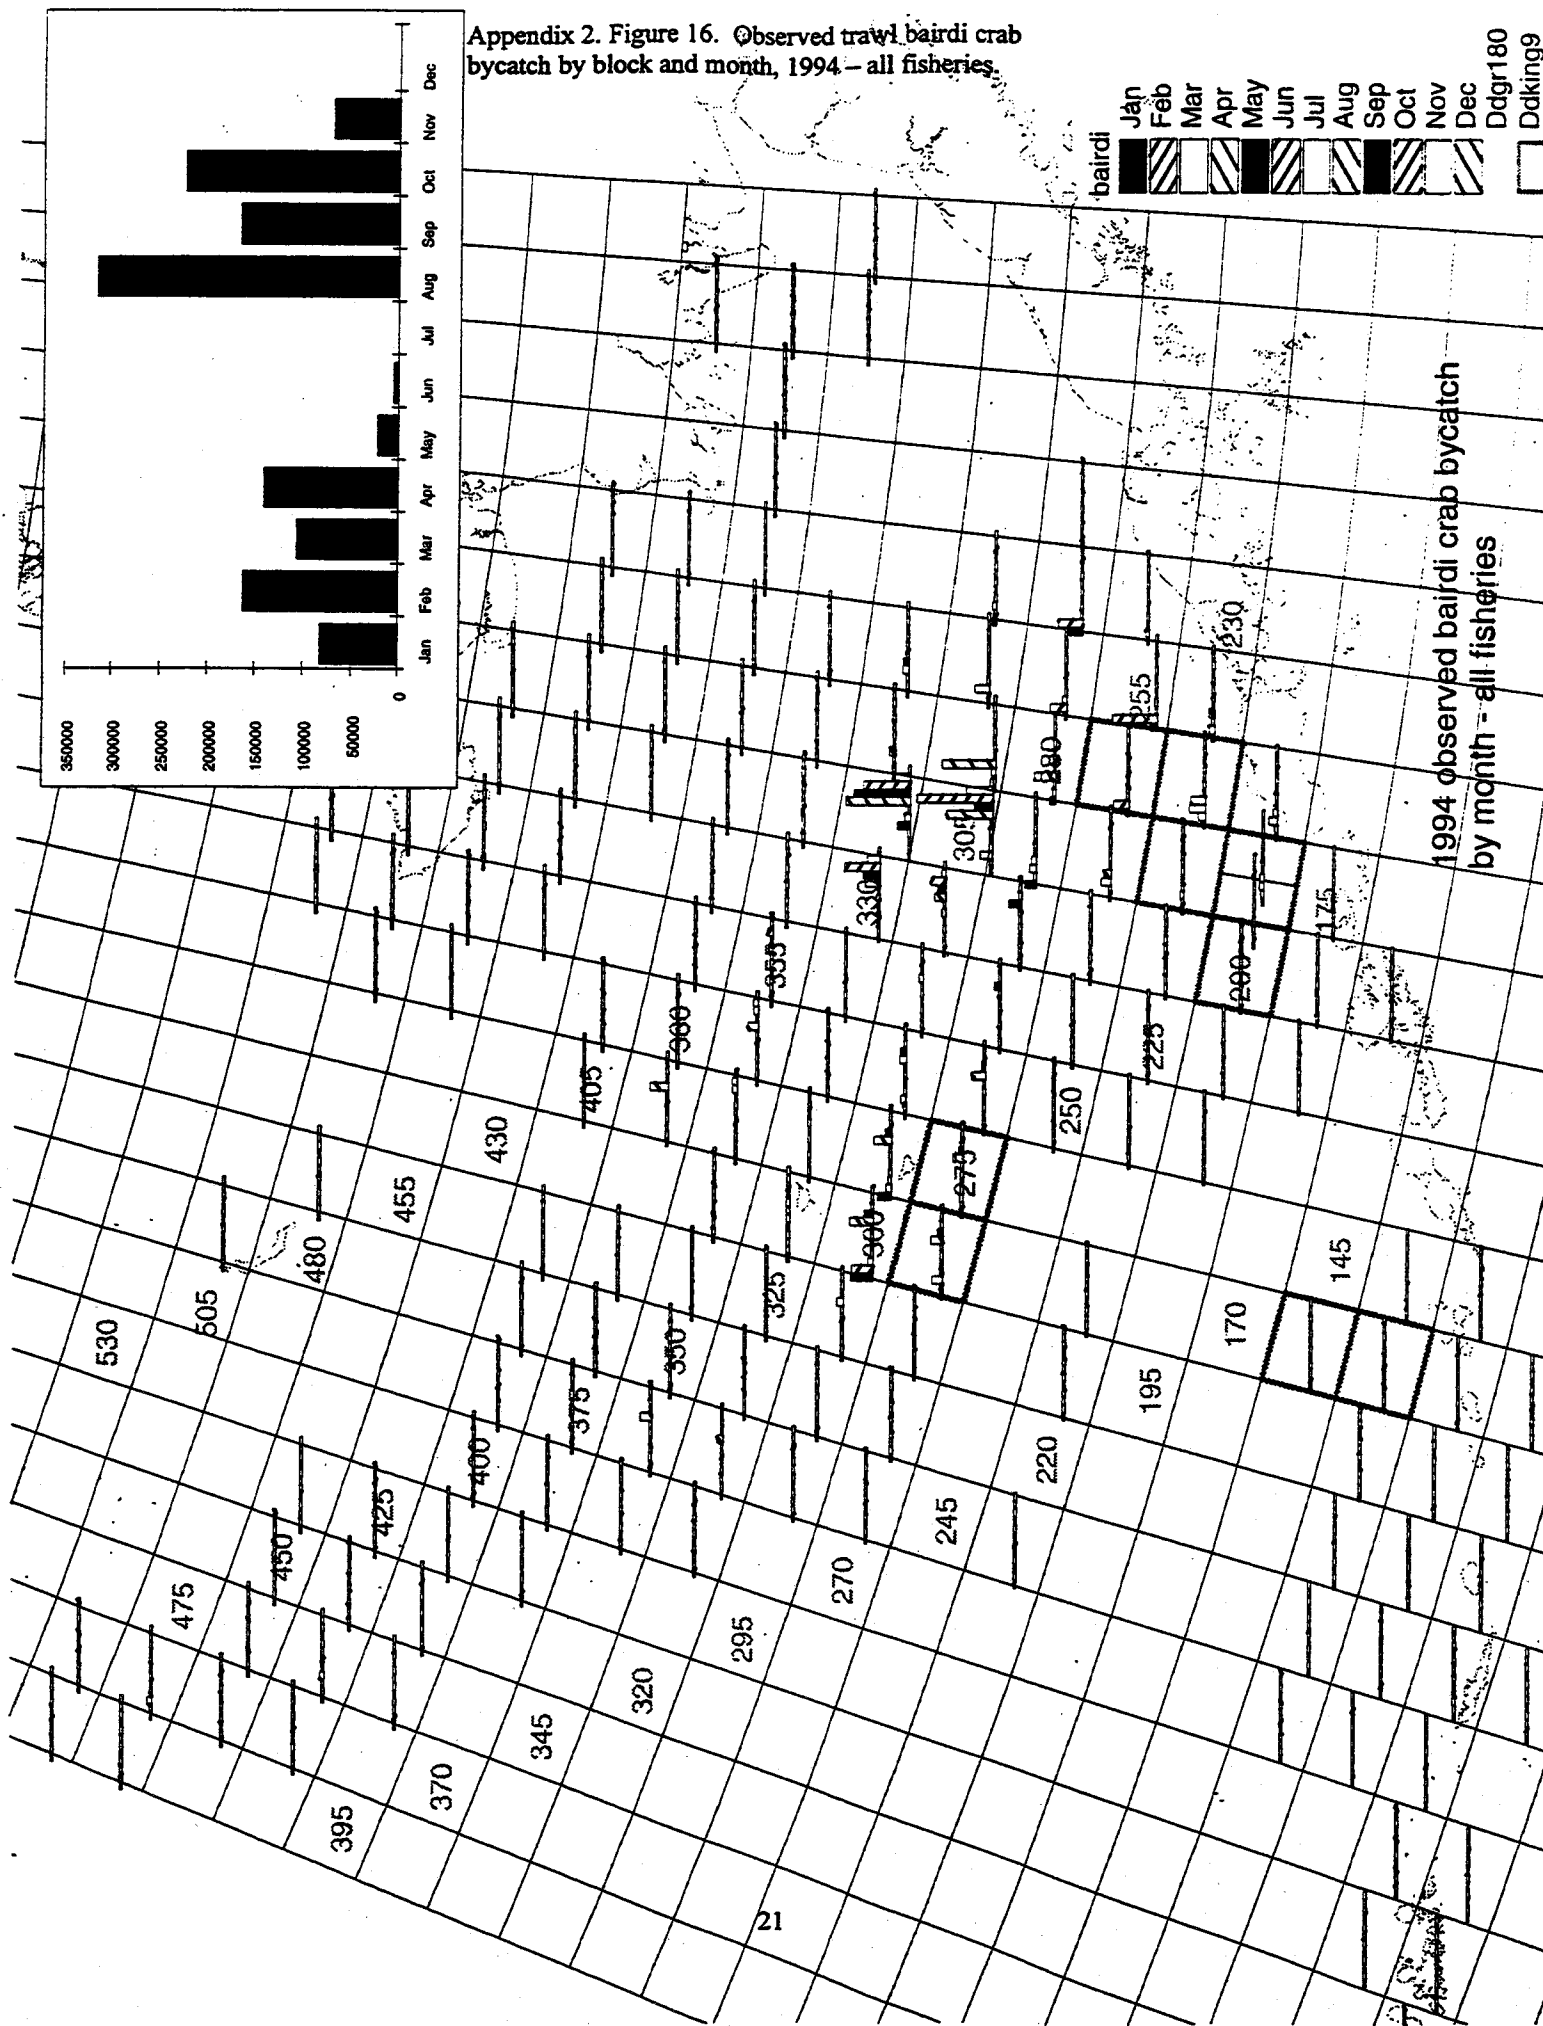 Appendix 2. Figure 16. Observed trawl bairdi crab
bycatch by block and month, 1994 – all fisheries.
350000
300000
250000
200000
150000
100000
50000
0
Jan
Feb
Mar
Apr
May
Jun
Jul
Aug
Sep
Oct
Nov
Dec
bairdi
Jan
Feb
Mar
Apr
May
Jun
Jul
Aug
Sep
Oct
Nov
Dec
Ddgr180
Ddking9
1994 observed bairdi crab bycatch
by month - all fisheries
530
505
480
455
430
405
380
355
330
305
280
255
230
475
450
425
400
375
350
325
300
275
250
225
200
175
395
370
345
320
295
270
245
220
195
170
145
21